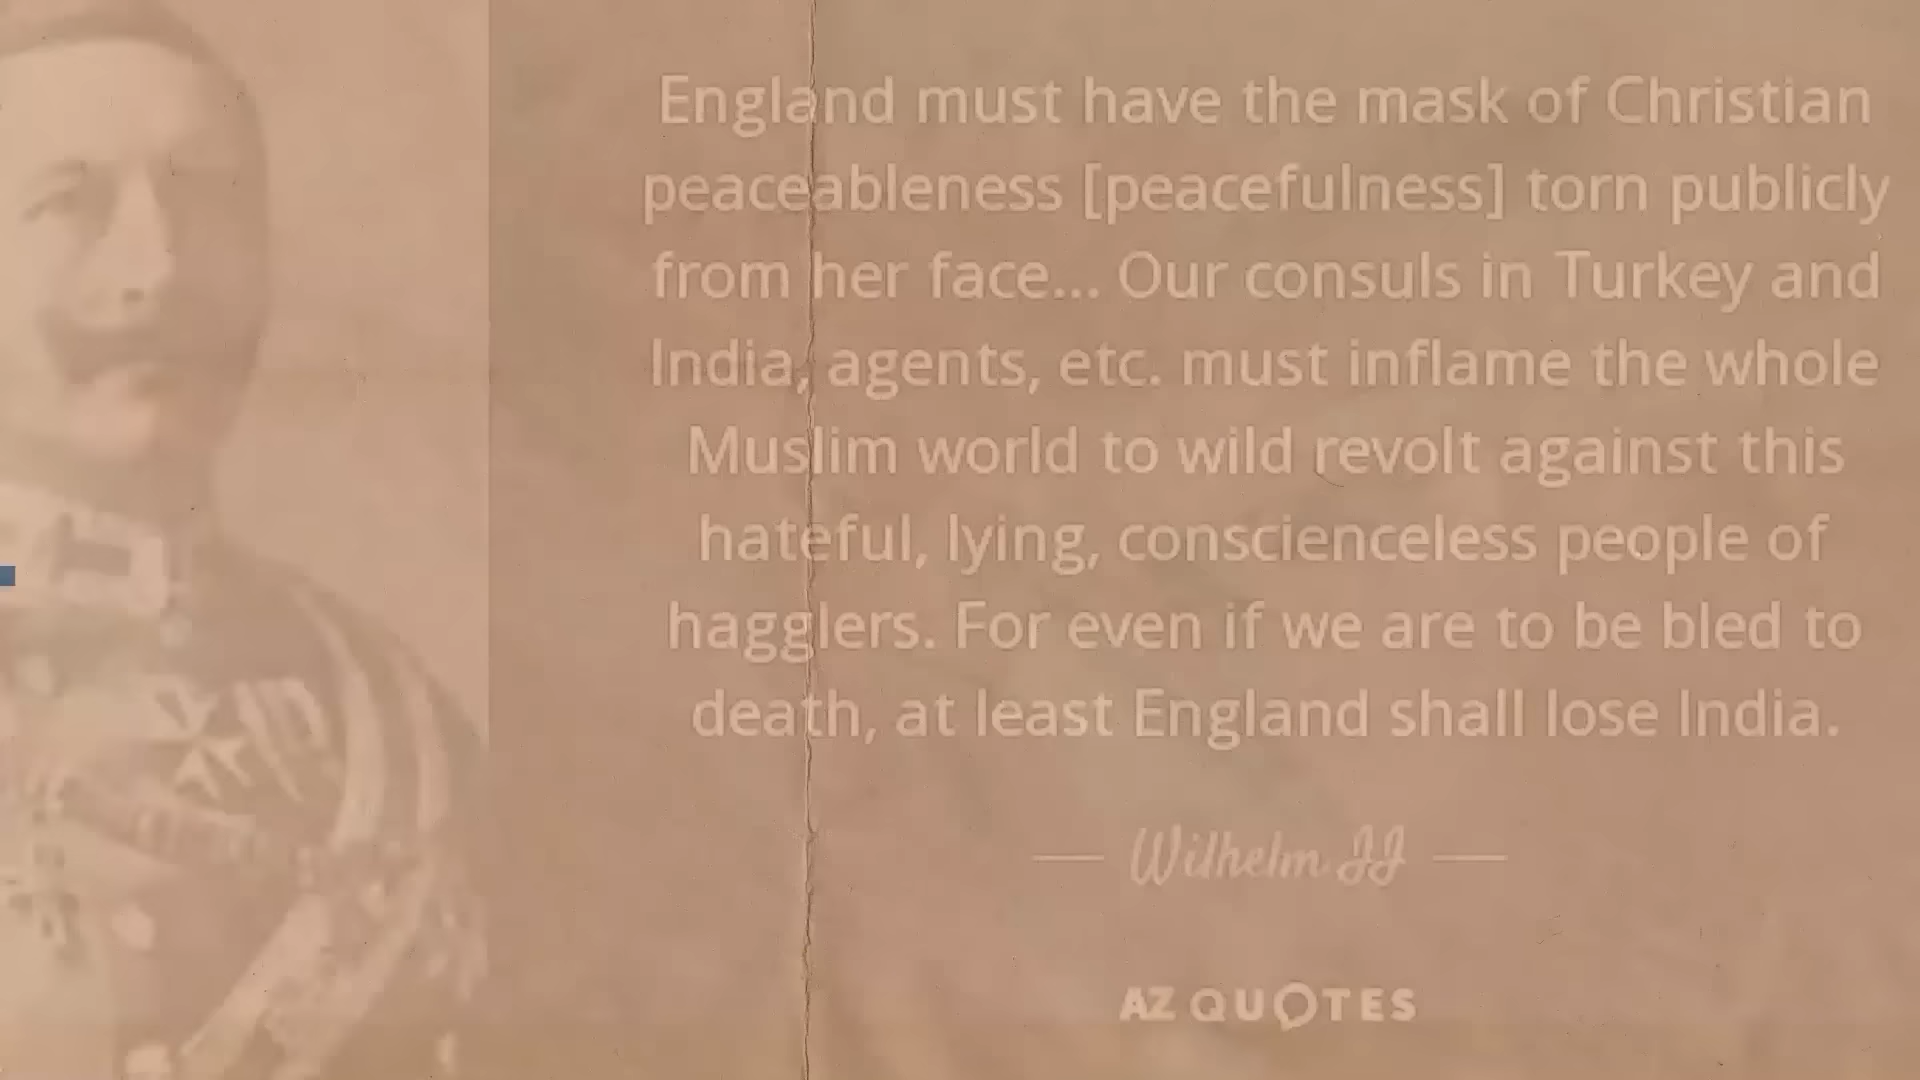 England must have the mask of Christian
peaceableness [peacefulness] torn publicly
from her face... Our consuls in Turkey and
India, agents, etc. must inflame the whole
Muslim world to wild revolt against this
hateful, lying, conscienceless people of
hagglers. For even if we are to be bled to
death, at least England shall lose India.
— Wilhelm II —
AZ QUOTES